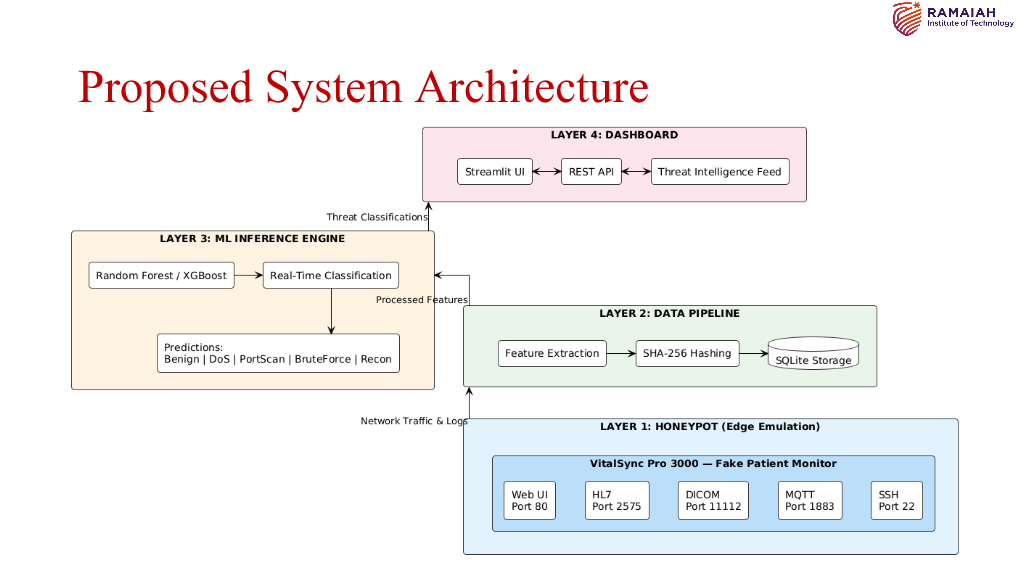 RAMAIAH
Institute of Technology
Proposed System Architecture
LAYER 4: DASHBOARD
Streamlit UI
REST API
Threat Intelligence Feed
Threat Classifications
LAYER 3: ML INFERENCE ENGINE
Random Forest / XGBoost
Real-Time Classification
Processed Features
Predictions:
Benign | DoS | PortScan | BruteForce | Recon
LAYER 2: DATA PIPELINE
Feature Extraction
SHA-256 Hashing
SQLite Storage
Network Traffic & Logs
LAYER 1: HONEYPOT (Edge Emulation)
VitalSync Pro 3000 — Fake Patient Monitor
Web UI
Port 80
HL7
Port 2575
DICOM
Port 11112
MQTT
Port 1883
SSH
Port 22